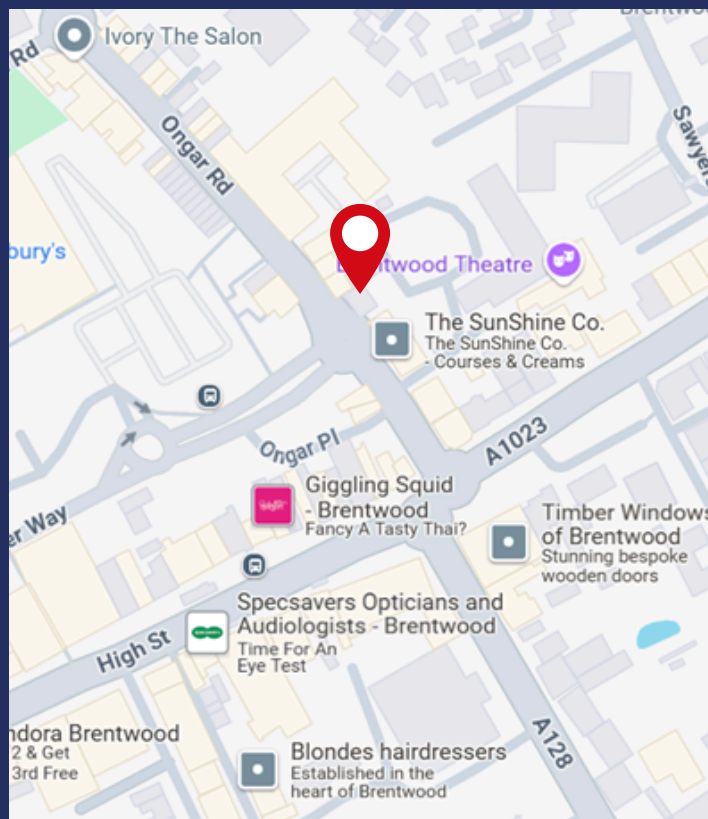 Ivory The Salon
Rd
Ongar Rd
Sawyers
bury's
Brentwood Theatre
The SunShine Co.
The SunShine Co.
- Courses & Creams
A1023
Ongar Pl
Giggling Squid
- Brentwood
Fancy A Tasty Thai?
er Way
Timber Windows
of Brentwood
Stunning bespoke
wooden doors
Specsavers Opticians and
Audiologists - Brentwood
Time For An
Eye Test
High St
ndora Brentwood
2 & Get
3rd Free
A128
Blondes hairdressers
Established in the
heart of Brentwood